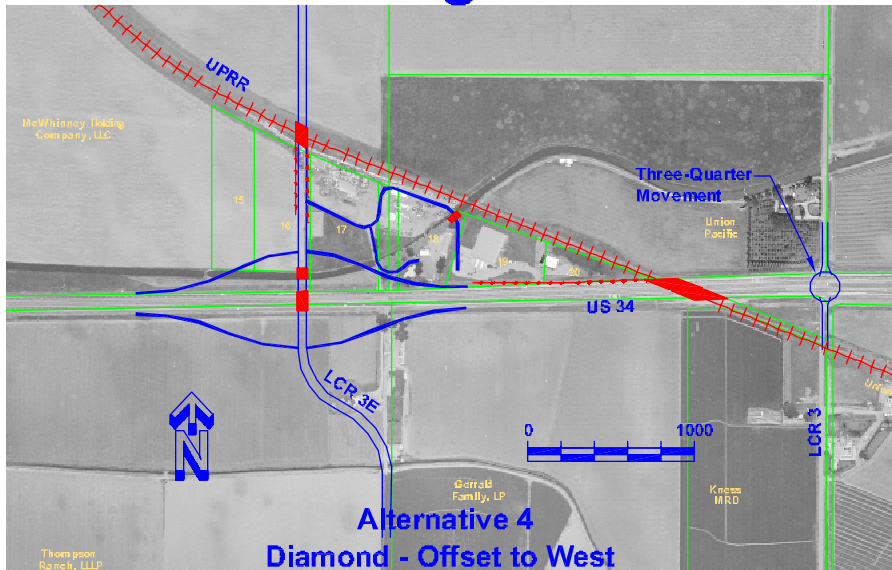 UPRR
McWhinney Holding
Company, LLC
Three-Quarter
Movement
15
16
17
18
19
20
Union
Pacific
US 34
LCR 3E
LCR 3
N
0 1000
Gerrald
Family, LP
Kness
MRD
Alternative 4
Diamond - Offset to West
Thompson
Ranch, LLLP